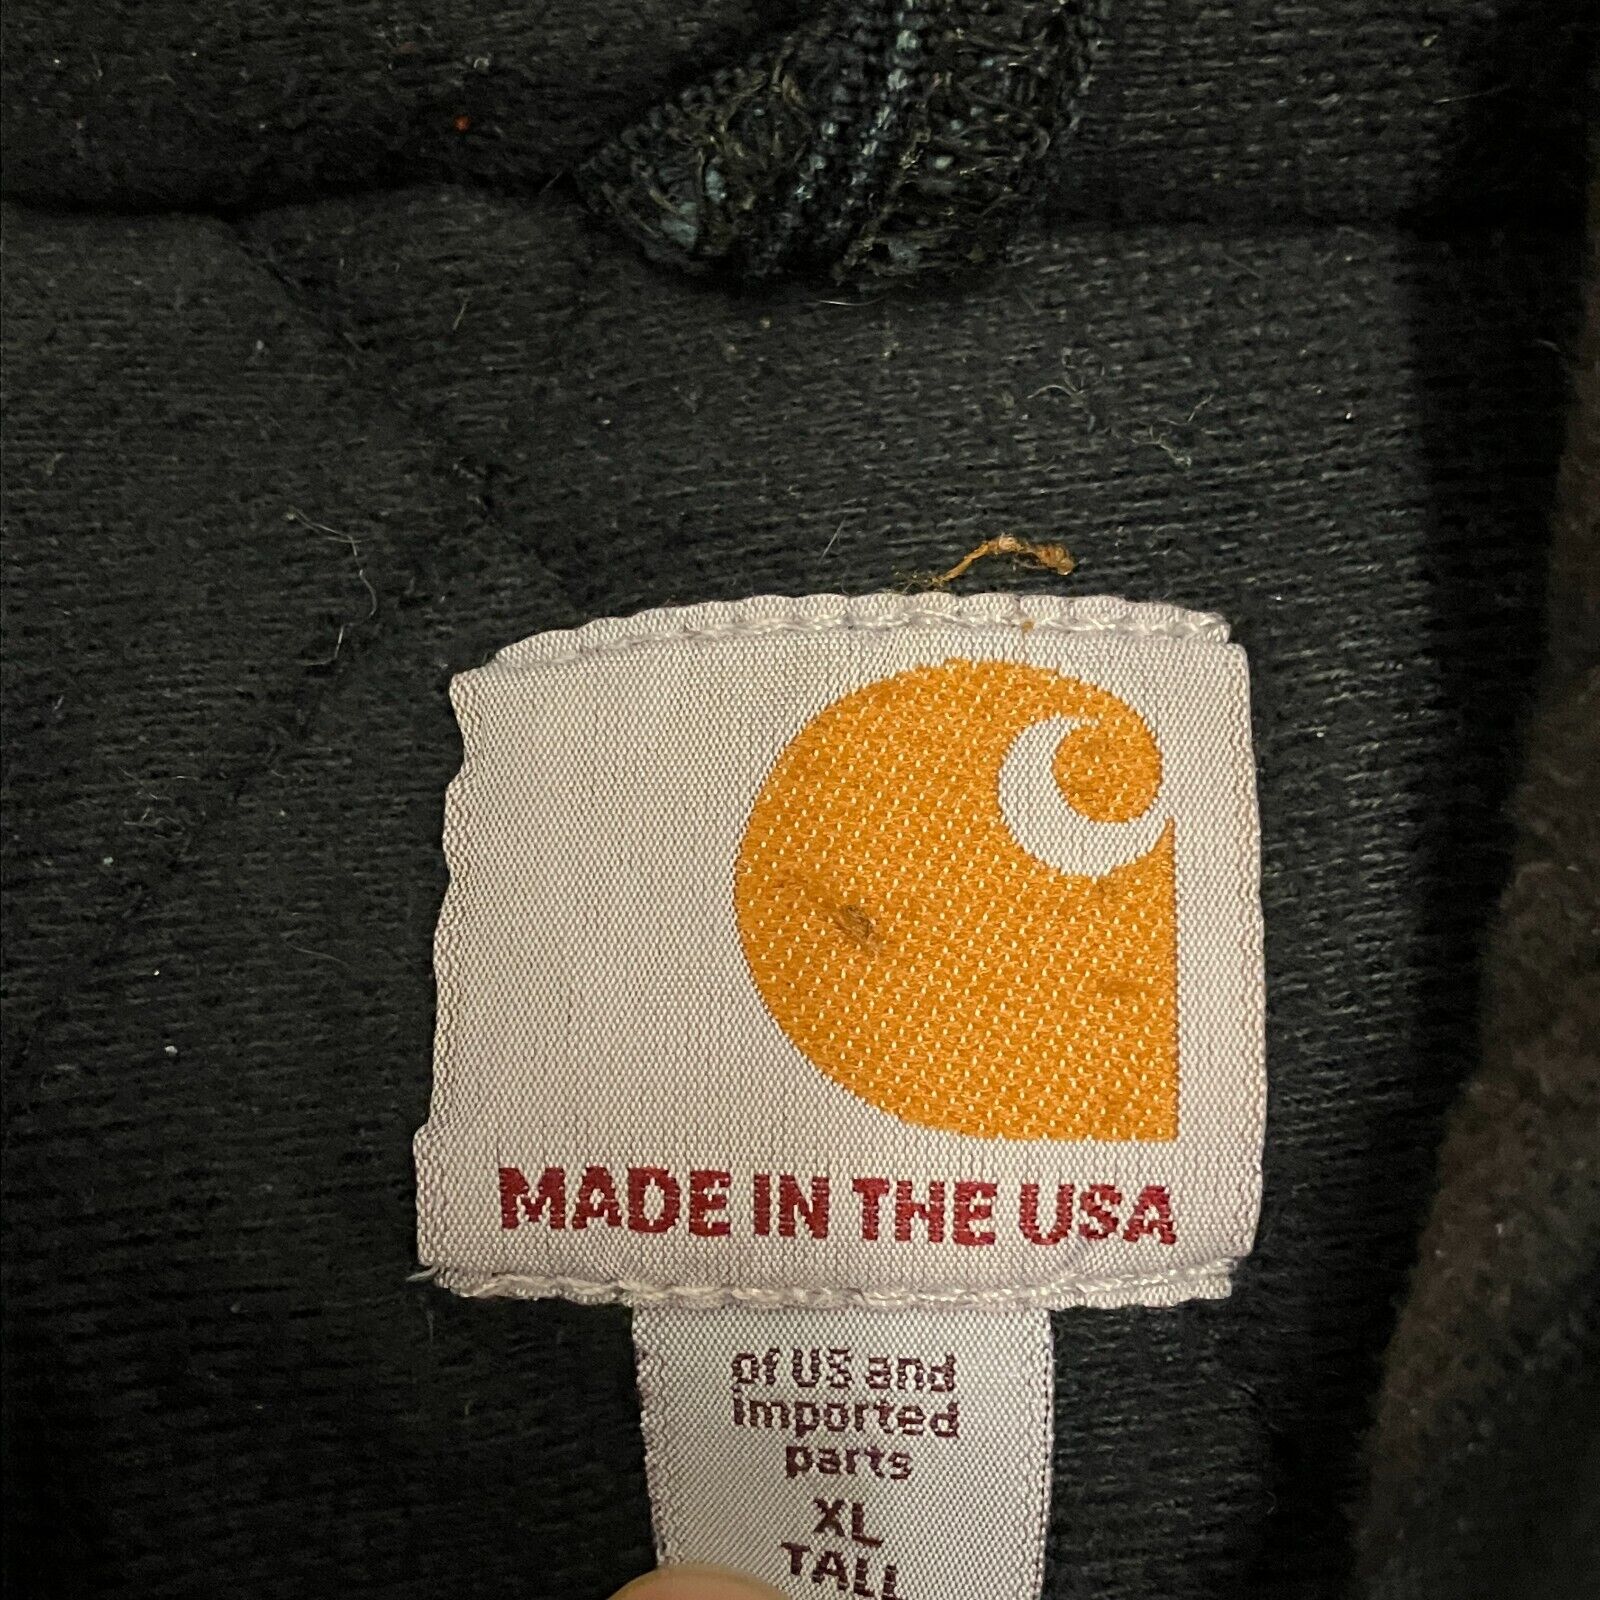 MADE IN THE USA
of US and
imported
parts
XL
TALL